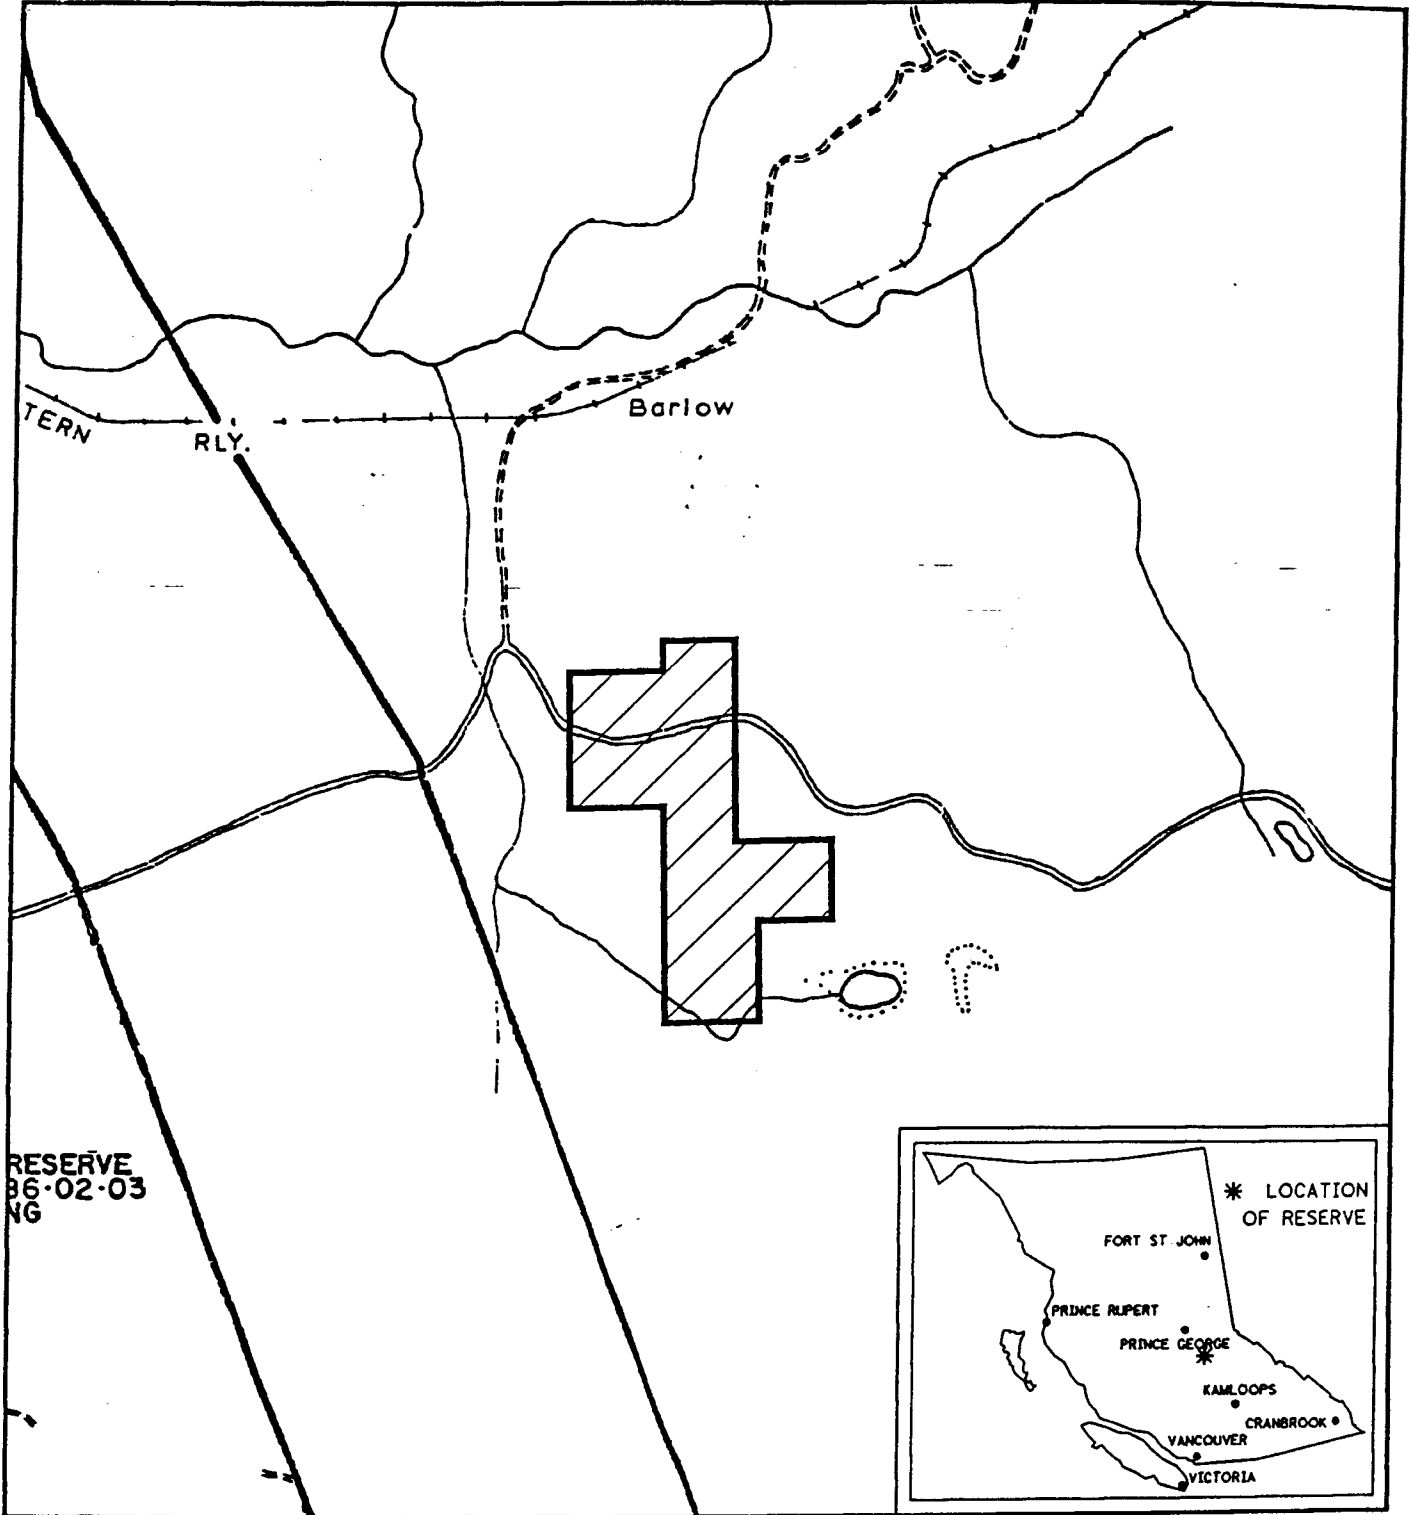 Barlow
TERN
RLY.
RESERVE
86·02·03
NG
✳ LOCATION
OF RESERVE
FORT ST. JOHN
PRINCE RUPERT
PRINCE GEORGE
KAMLOOPS
CRANBROOK
VANCOUVER
VICTORIA